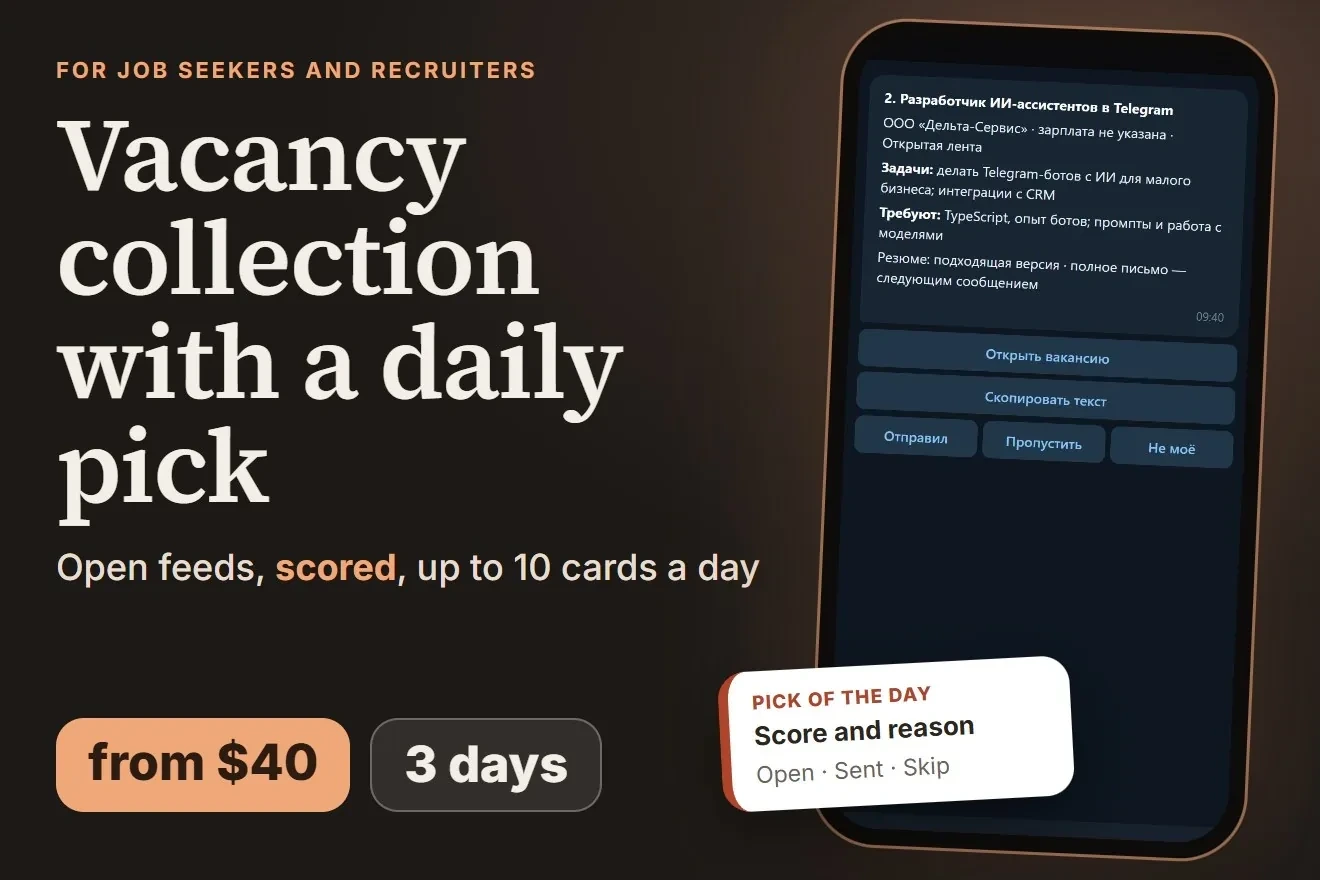 FOR JOB SEEKERS AND RECRUITERS
Vacancy
collection
with a daily
pick
Open feeds, scored, up to 10 cards a day
from $40
3 days
2. Разработчик ИИ-ассистентов в Telegram
ООО «Дельта-Сервис» · зарплата не указана ·
Открытая лента
Задачи: делать Telegram-ботов с ИИ для малого
бизнеса; интеграции с CRM
Требуют: TypeScript, опыт ботов; промпты и работа с
моделями
Резюме: подходящая версия · полное письмо —
следующим сообщением
09:40
Открыть вакансию
Скопировать текст
Отправил
Пропустить
Не моё
PICK OF THE DAY
Score and reason
Open · Sent · Skip